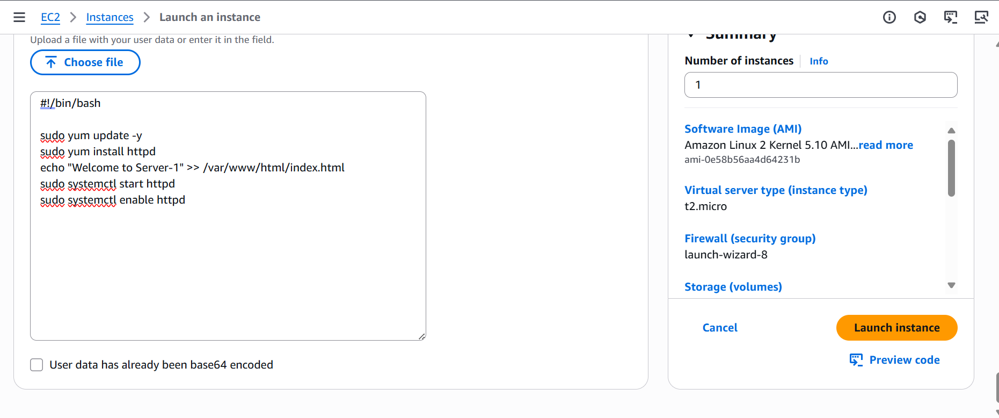 EC2 > Instances > Launch an instance
Upload a file with your user data or enter it in the field.
Choose file
#!/bin/bash
sudo yum update -y
sudo yum install httpd
echo "Welcome to Server-1" >> /var/www/html/index.html
sudo systemctl start httpd
sudo systemctl enable httpd
User data has already been base64 encoded
Summary
Number of instances Info
1
Software Image (AMI)
Amazon Linux 2 Kernel 5.10 AMI...read more
ami-0e58b56aa4d64231b
Virtual server type (instance type)
t2.micro
Firewall (security group)
launch-wizard-8
Storage (volumes)
Cancel
Launch instance
Preview code